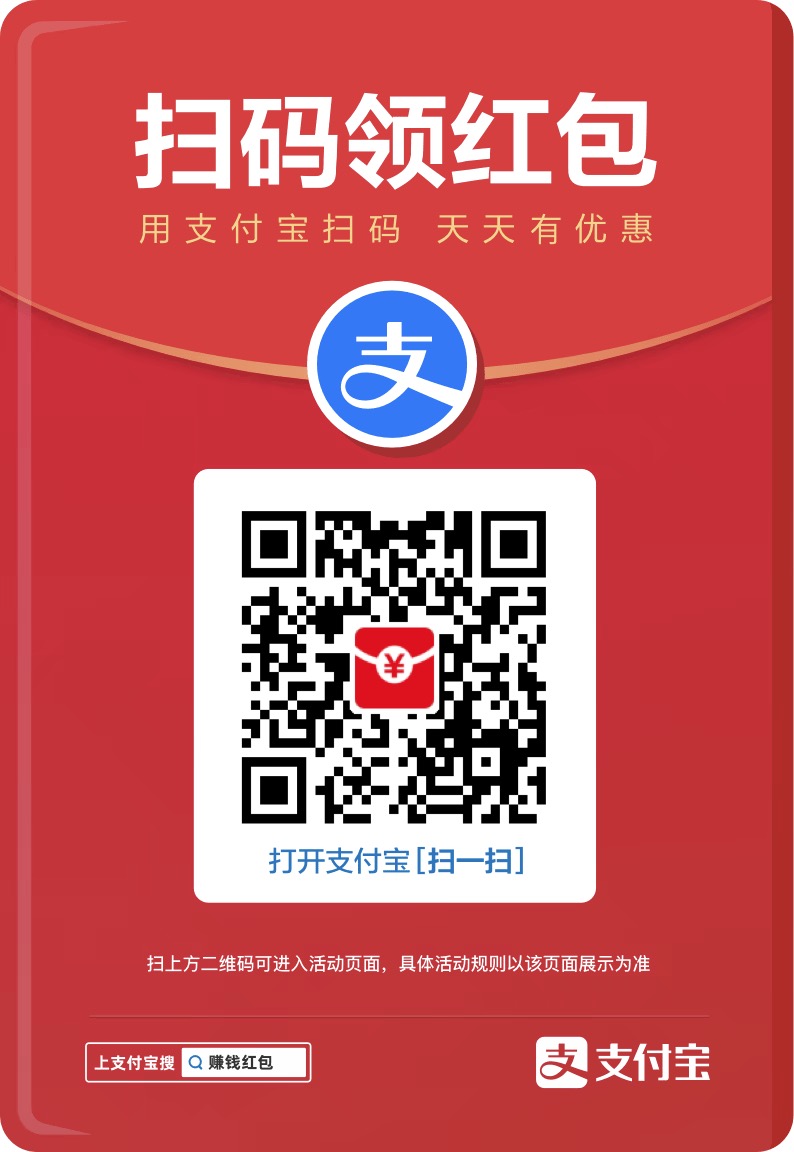 扫码领红包
用支付宝扫码 天天有优惠
支
¥
打开支付宝[扫一扫]
扫上方二维码可进入活动页面，具体活动规则以该页面展示为准
上支付宝搜 赚钱红包
支 支付宝